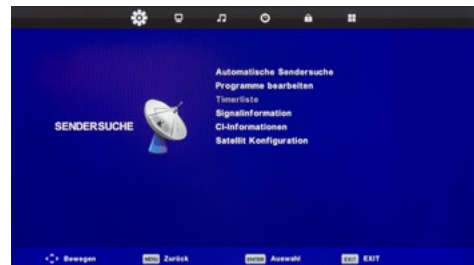 Automatische Sendersuche
Programme bearbeiten
Timerliste
Signalinformation
SENDERSUCHE
CI-Informationen
Satellit Konfiguration
Bewegen
MENU Zurück
ENTER Auswahl
EXIT EXIT